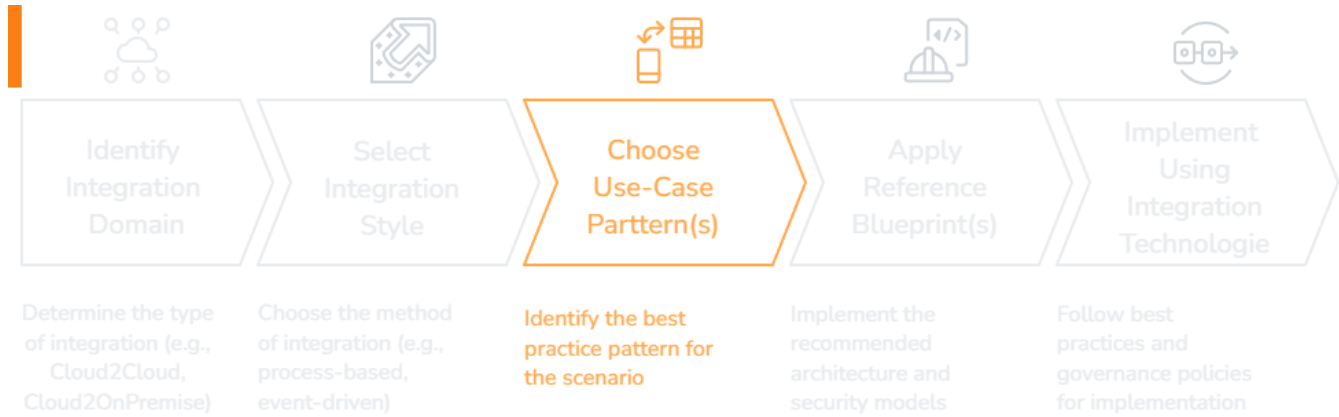 Identify
Integration
Domain
Select
Integration
Style
Choose
Use-Case
Parttern(s)
Apply
Reference
Blueprint(s)
Implement
Using
Integration
Technologie
Determine the type
of integration (e.g.,
Cloud2Cloud,
Cloud2OnPremise)
Choose the method
of integration (e.g.,
process-based,
event-driven)
Identify the best
practice pattern for
the scenario
Implement the
recommended
architecture and
security models
Follow best
practices and
governance policies
for implementation